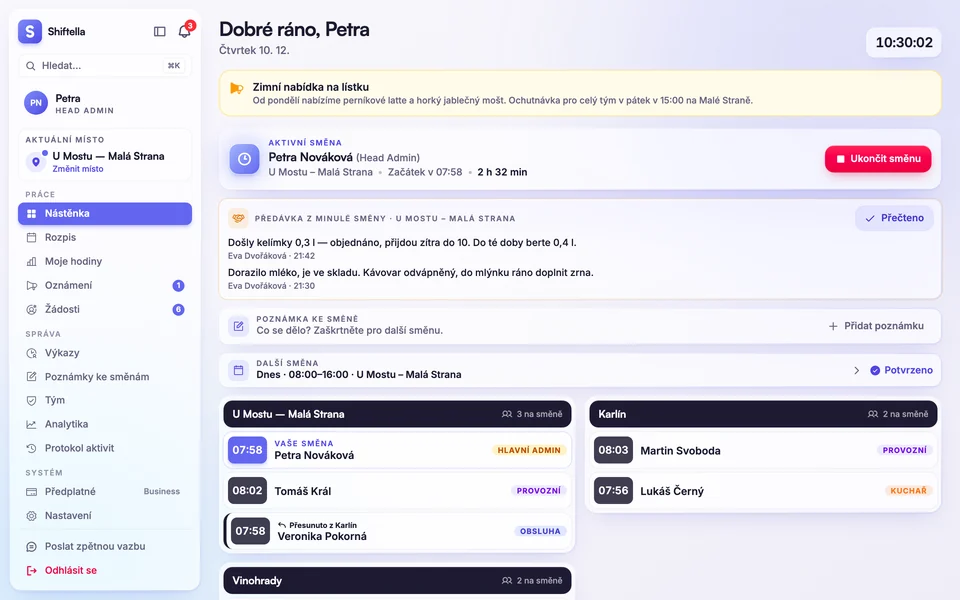 Shiftella
3
Hledat...
⌘K
PN
Petra
HEAD ADMIN
AKTUÁLNÍ MÍSTO
U Mostu — Malá Strana
Změnit místo
PRÁCE
Nástěnka
Rozpis
Moje hodiny
Oznámení
1
Žádosti
6
SPRÁVA
Výkazy
Poznámky ke směnám
Tým
Analytika
Protokol aktivit
SYSTÉM
Předplatné
Business
Nastavení
Poslat zpětnou vazbu
Odhlásit se
Dobré ráno, Petra
Čtvrtek 10. 12.
10:30:02
Zimní nabídka na lístku
Od pondělí nabízíme perníkové latte a horký jablečný mošt. Ochutnávka pro celý tým v pátek v 15:00 na Malé Straně.
AKTIVNÍ SMĚNA
Petra Nováková (Head Admin)
U Mostu – Malá Strana • Začátek v 07:58 • 2 h 32 min
Ukončit směnu
PŘEDÁVKA Z MINULÉ SMĚNY · U MOSTU – MALÁ STRANA
Přečteno
Došly kelímky 0,3 l — objednáno, přijdou zítra do 10. Do té doby berte 0,4 l.
Eva Dvořáková · 21:42
Dorazilo mléko, je ve skladu. Kávovar odvápněný, do mlýnku ráno doplnit zrna.
Eva Dvořáková · 21:30
POZNÁMKA KE SMĚNĚ
Co se dělo? Zaškrtněte pro další směnu.
Přidat poznámku
DALŠÍ SMĚNA
Dnes · 08:00–16:00 · U Mostu – Malá Strana
Potvrzeno
U Mostu — Malá Strana
3 na směně
07:58
VAŠE SMĚNA
Petra Nováková
HLAVNÍ ADMIN
08:02
Tomáš Král
PROVOZNÍ
07:58
Přesunuto z Karlín
Veronika Pokorná
OBSLUHA
Karlín
2 na směně
08:03
Martin Svoboda
PROVOZNÍ
07:56
Lukáš Černý
KUCHAŘ
Vinohrady
2 na směně